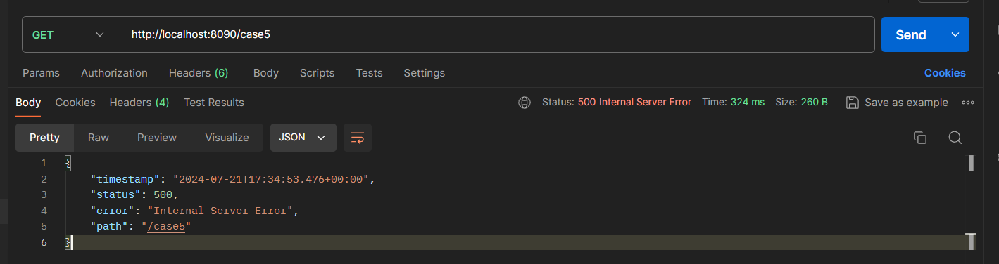 GET http://localhost:8090/case5 Send
Params Authorization Headers (6) Body Scripts Tests Settings Cookies
Body Cookies Headers (4) Test Results Status: 500 Internal Server Error Time: 324 ms Size: 260 B Save as example
Pretty Raw Preview Visualize JSON
1 {
2 "timestamp": "2024-07-21T17:34:53.476+00:00",
3 "status": 500,
4 "error": "Internal Server Error",
5 "path": "/case5"
6 }